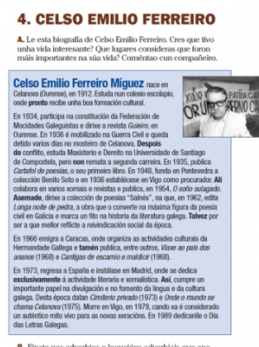 4. CELSO EMILIO FERREIRO
A. Le esta biografía de Celso Emilio Ferreiro. Cres que tivo
unha vida interesante? Que lugares consideras que foron
máis importantes na súa vida? Coméntao cun compañeiro.
Celso Emilio Ferreiro Míguez nace en
Celanova (Ourense), en 1912. Estuda nun colexio escolapio,
onde pronto recibe unha boa formación cultural.
En 1934, participa na constitución da Federación de
Mocidades Galeguistas e dirixe a revista Guieiro, en
Ourense. En 1936 é mobilizado na Guerra Civil e queda
detido varios días no mosteiro de Celanova. Despois
do conflito, estuda Maxisterio e Dereito na Universidade de
Santiago de Compostela, pero non remata a segunda carreira. En 1935, publica
Cartafol de poesías, o seu primeiro libro. En 1948, funda en Pontevedra a
colección Benito Soto e en 1936 establécese en Vigo como procurador. Alí
colabora en varios xornais e revistas e publica, en 1954, O soño asulagado.
Asemade, dirixe a colección de poesía "Salnés", na que, en 1962, edita
Longa noite de pedra, a obra que o converte na máxima figura da poesía
civil en Galicia e marca un fito na historia da literatura galega. Talvez por
ser a que mellor reflicte a reivindicación social da época.
En 1966 emigra a Caracas, onde organiza as actividades culturais da
Hermandade Gallega e tamén publica, entre outros, Viaxe ao país dos
ananos (1968) e Cantigas de escarnio e maldicir (1968).
En 1973, regresa a España e instálase en Madrid, onde se dedica
exclusivamente á actividade literaria e xornalística. Así, cumpre un
importante papel na divulgación e no fomento da lingua e da cultura
galega. Desta época datan Cimiterio privado (1973) e Onde o mundo se
chama Celanova (1975). Morre en Vigo, en 1979, cando xa é considerado
un auténtico mito vivo para as novas xeracións. En 1989 dedícanlle o Día
das Letras Galegas.